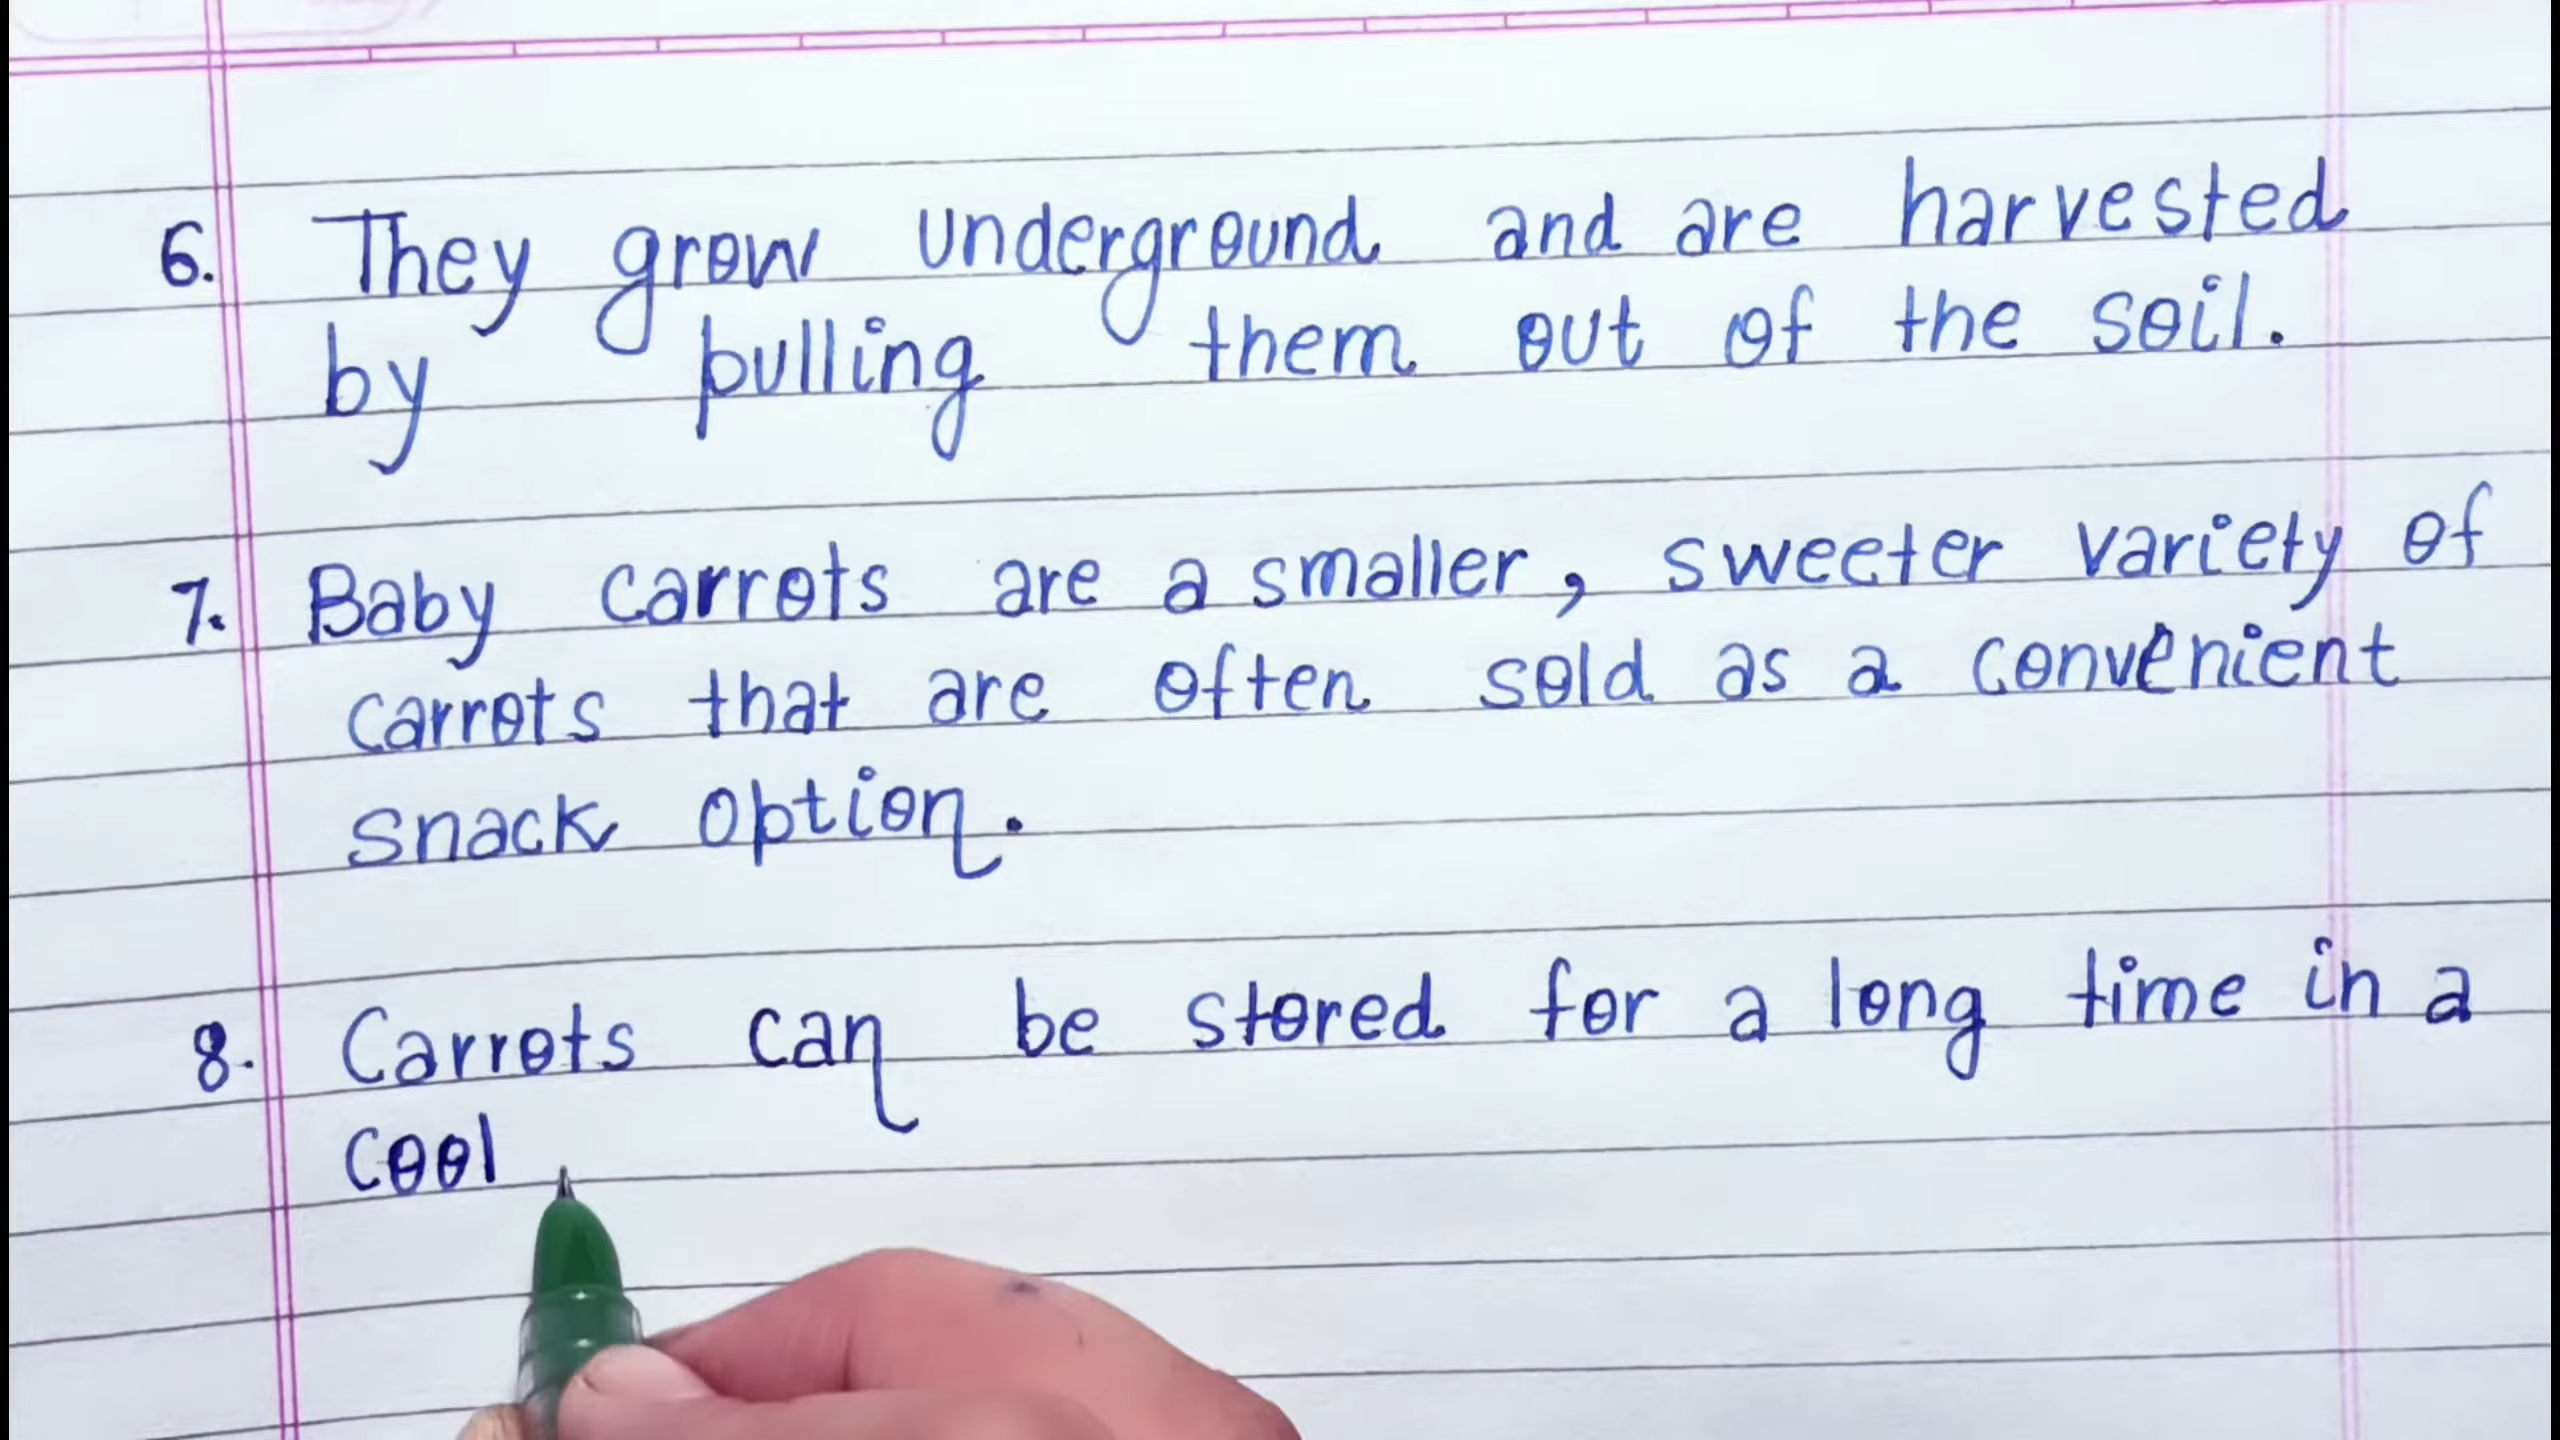 6. They grow underground and are harvested
by pulling them out of the soil.
7. Baby carrots are a smaller, sweeter variety of
carrots that are often sold as a convenient
snack option.
8. Carrots can be stored for a long time in a
cool